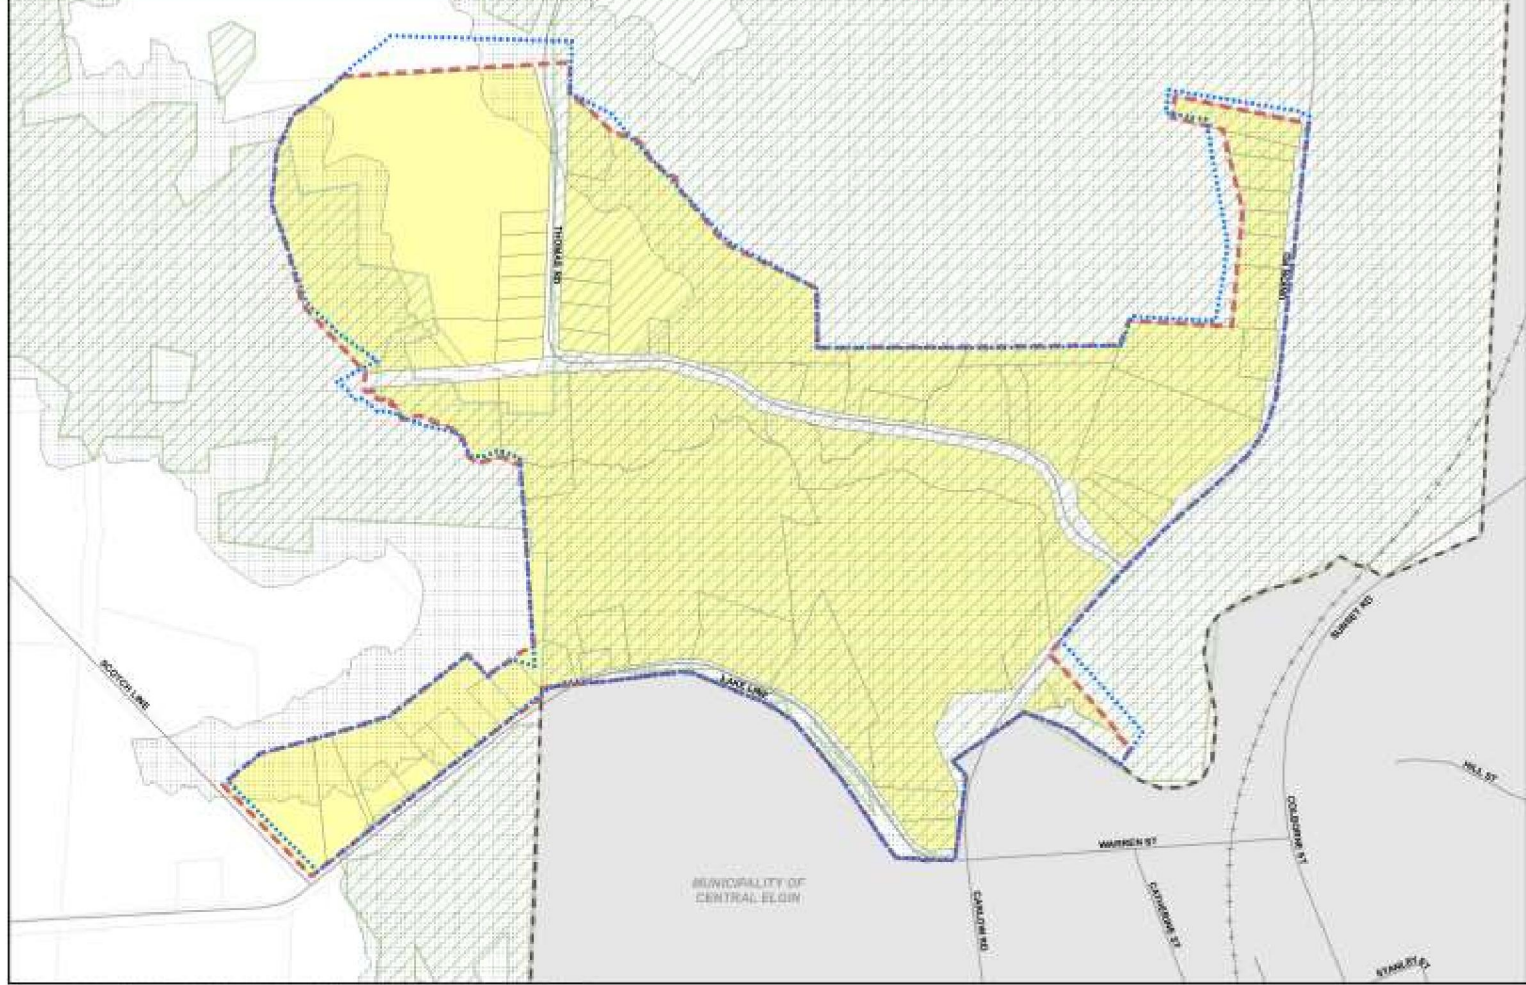 THOMAS RD
SCOTCH LINE
LAKE LINE
SUNSET RD
HILL ST
COLBORNE ST
WARREN ST
MUNICIPALITY OF
CENTRAL ELGIN
CARLOW RD
CATHERINE ST
STANLEY ST